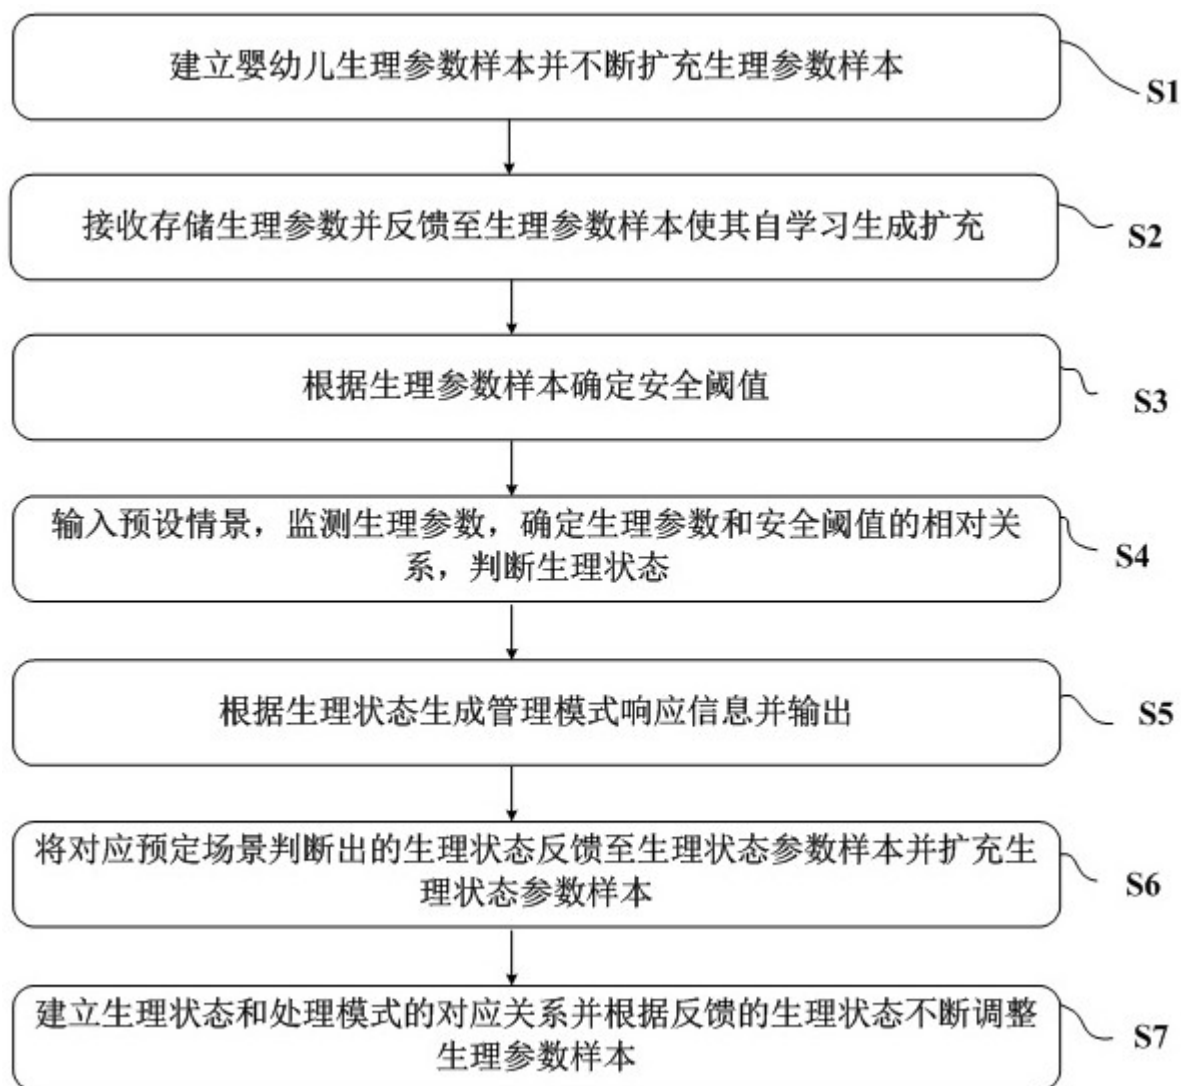 建立婴幼儿生理参数样本并不断扩充生理参数样本
S1
接收存储生理参数并反馈至生理参数样本使其自学习生成扩充
S2
根据生理参数样本确定安全阈值
S3
输入预设情景，监测生理参数，确定生理参数和安全阈值的相对关
系，判断生理状态
S4
根据生理状态生成管理模式响应信息并输出
S5
将对应预定场景判断出的生理状态反馈至生理状态参数样本并扩充生
理状态参数样本
S6
建立生理状态和处理模式的对应关系并根据反馈的生理状态不断调整
生理参数样本
S7